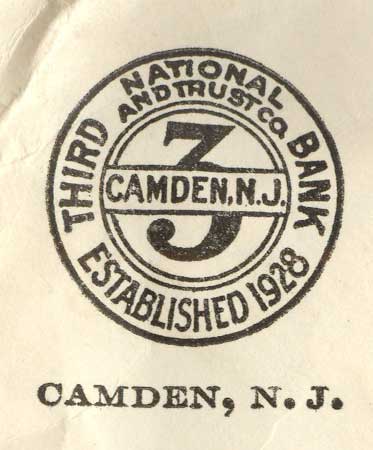 THIRD NATIONAL BANK
AND TRUST CO.
3
CAMDEN, N.J.
ESTABLISHED 1928
CAMDEN, N. J.